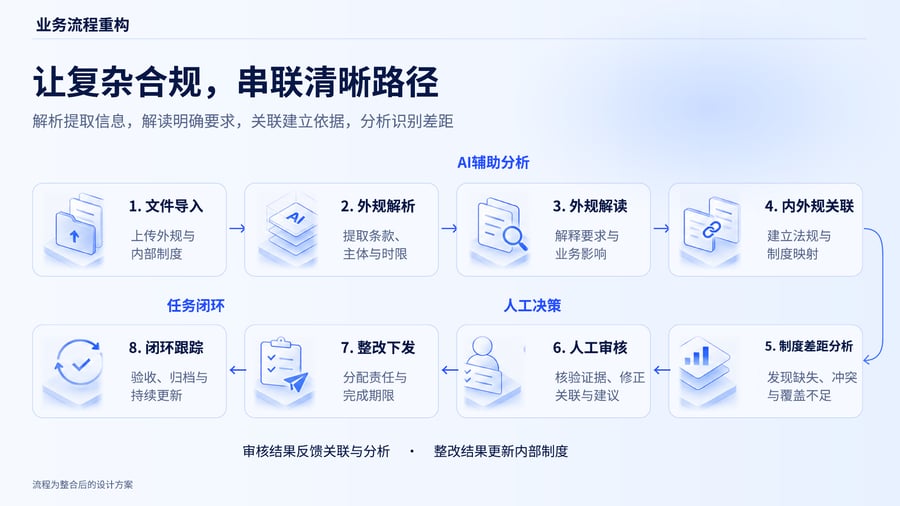 业务流程重构
让复杂合规，串联清晰路径
解析提取信息，解读明确要求，关联建立依据，分析识别差距
AI辅助分析
1. 文件导入
上传外规与
内部制度
AI
2. 外规解析
提取条款、
主体与时限
3. 外规解读
解释要求与
业务影响
4. 内外规关联
建立法规与
制度映射
任务闭环
人工决策
8. 闭环跟踪
验收、归档与
持续更新
7. 整改下发
分配责任与
完成期限
6. 人工审核
核验证据、修正
关联与建议
5. 制度差距分析
发现缺失、冲突
与覆盖不足
审核结果反馈关联与分析 · 整改结果更新内部制度
流程为整合后的设计方案